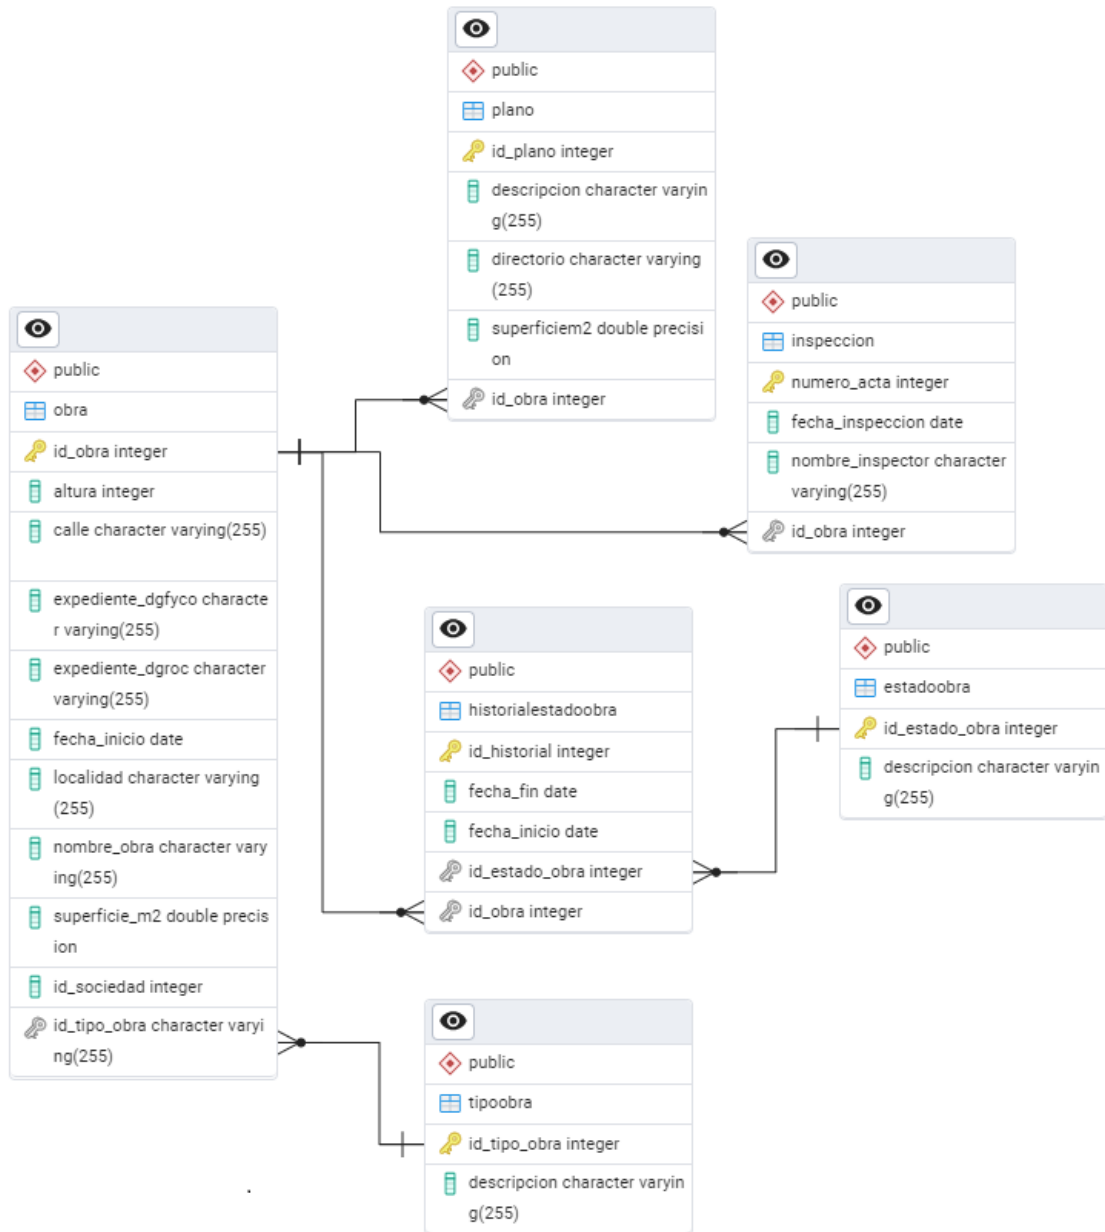 public
plano
id_plano integer
descripcion character varyin
g(255)
directorio character varying
(255)
superficiem2 double precisi
on
id_obra integer
public
inspeccion
numero_acta integer
fecha_inspeccion date
nombre_inspector character
varying(255)
id_obra integer
public
obra
id_obra integer
altura integer
calle character varying(255)
expediente_dgfyco characte
r varying(255)
expediente_dgroc character
varying(255)
fecha_inicio date
localidad character varying
(255)
nombre_obra character vary
ing(255)
superficie_m2 double precis
ion
id_sociedad integer
id_tipo_obra character varyi
ng(255)
public
historialestadoobra
id_historial integer
fecha_fin date
fecha_inicio date
id_estado_obra integer
id_obra integer
public
estadoobra
id_estado_obra integer
descripcion character varyin
g(255)
public
tipoobra
id_tipo_obra integer
descripcion character varyin
g(255)
.